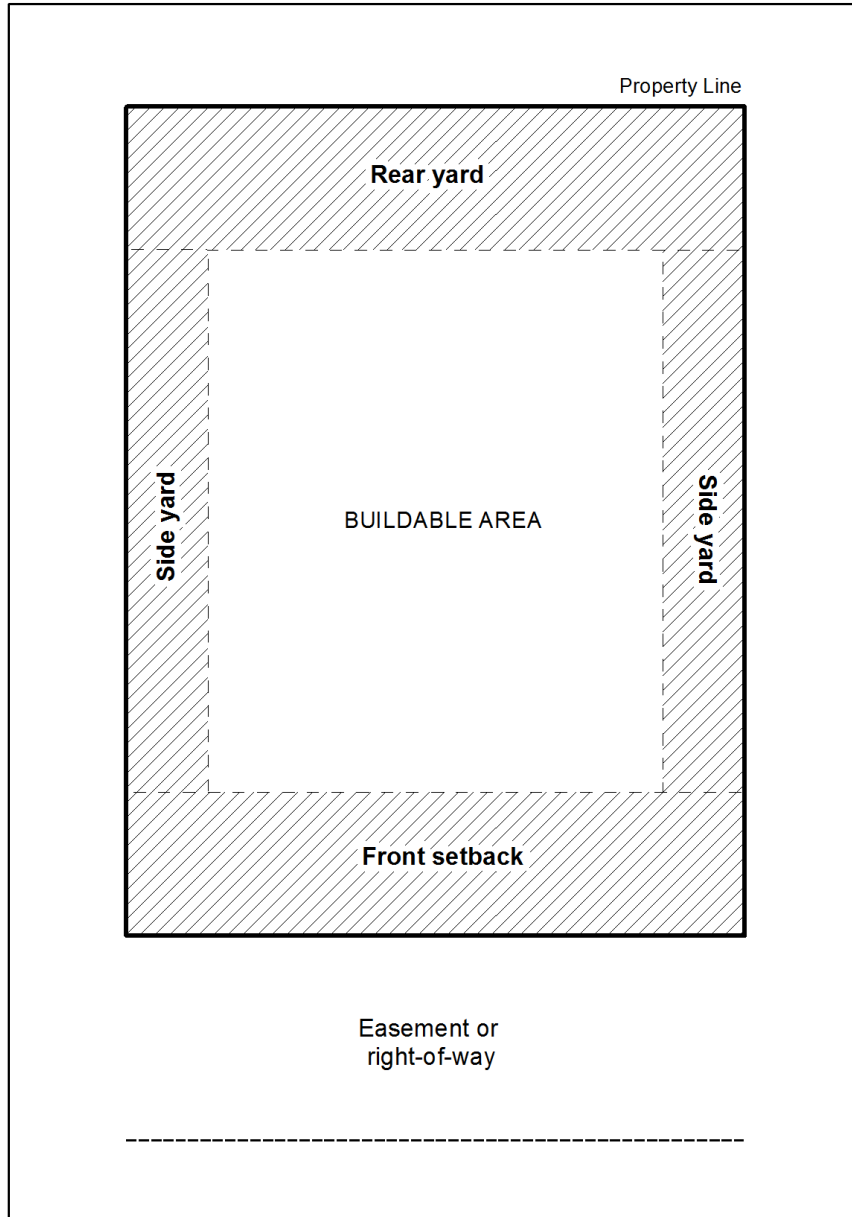 Property Line
Rear yard
Side yard
BUILDABLE AREA
Side yard
Front setback
Easement or
right-of-way